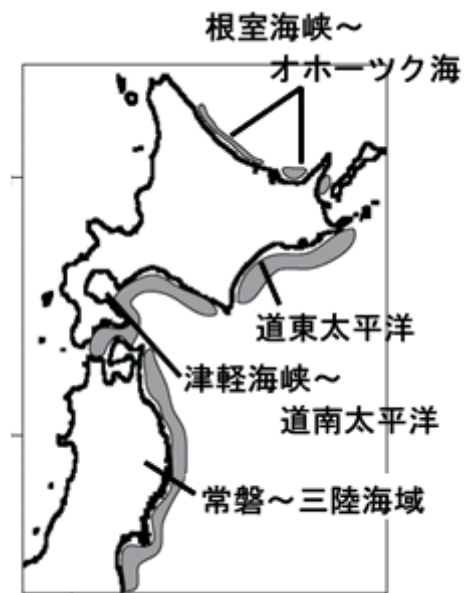 根室海峡～
オホーツク海
道東太平洋
津軽海峡～
道南太平洋
常磐～三陸海域